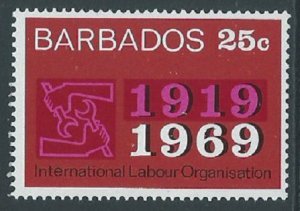 BARBADOS 25c
1919
1969
International Labour Organisation